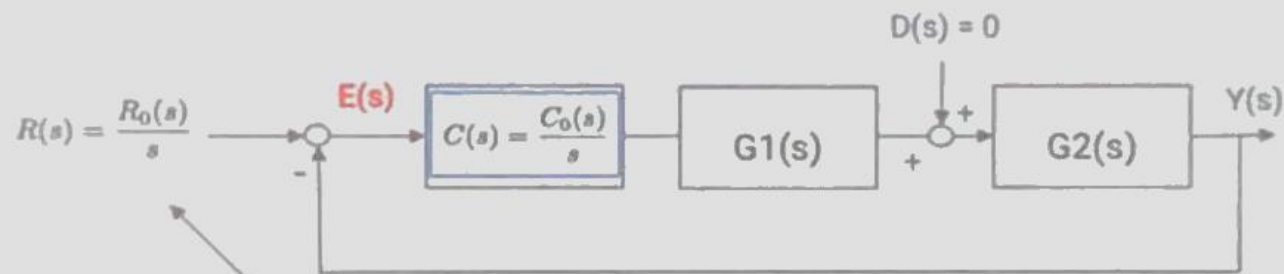 D(s) = 0
E(s)
Y(s)
R(s) = R₀(s)/s
C(s) = C₀(s)/s
G1(s)
G2(s)
+
+
-